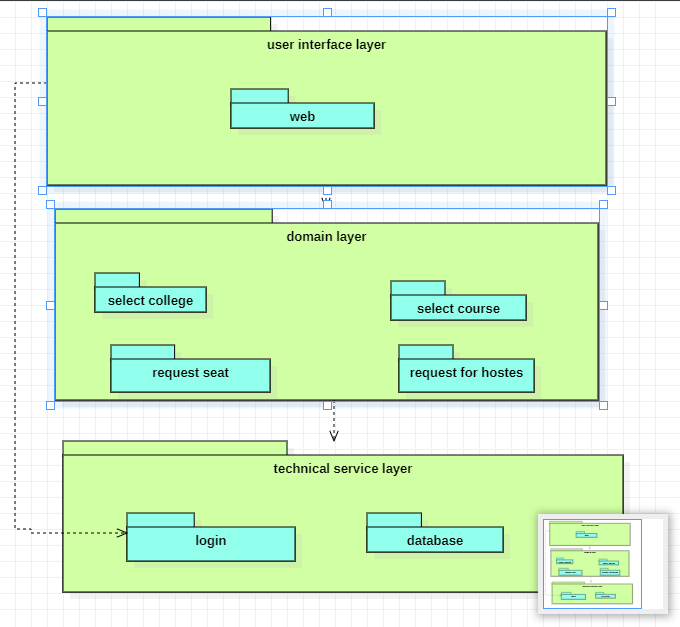 user interface layer
web
domain layer
select college
select course
request seat
request for hostes
technical service layer
login
database